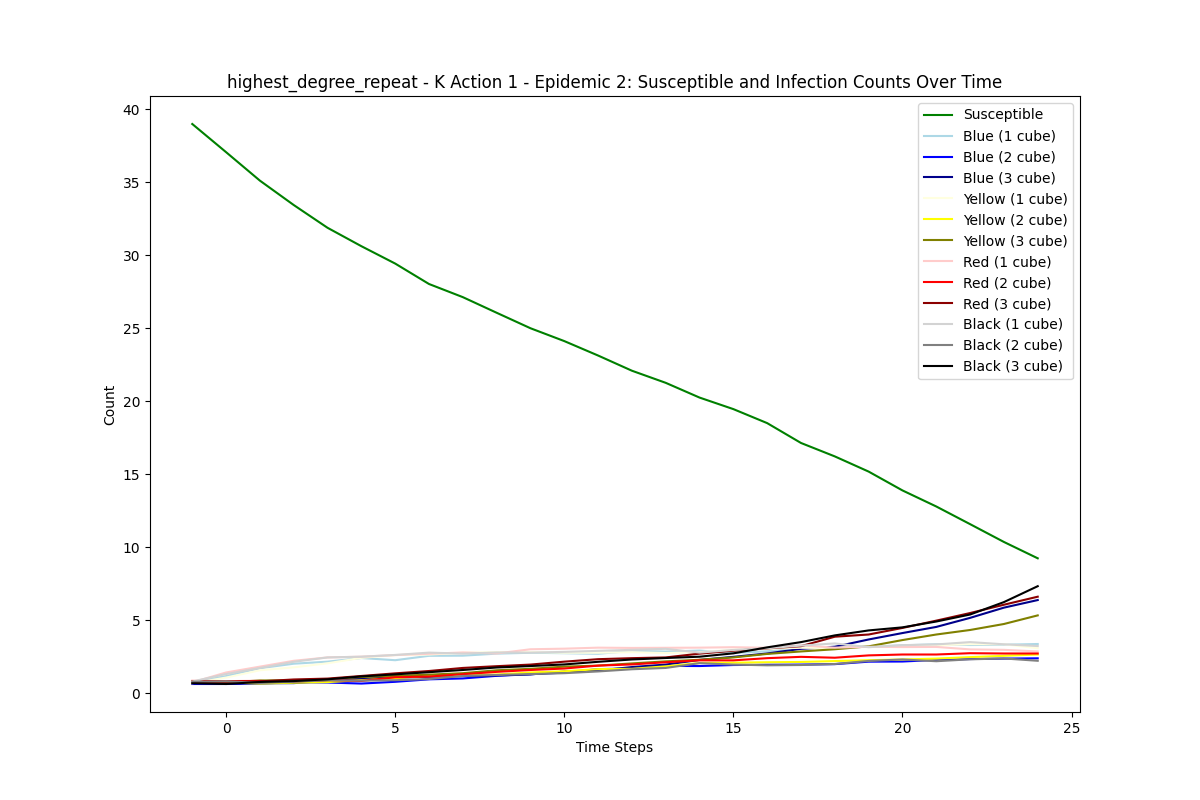 highest_degree_repeat - K Action 1 - Epidemic 2: Susceptible and Infection Counts Over Time
Count
40
35
30
25
20
15
10
5
0
0
5
10
15
20
25
Time Steps
Susceptible
Blue (1 cube)
Blue (2 cube)
Blue (3 cube)
Yellow (1 cube)
Yellow (2 cube)
Yellow (3 cube)
Red (1 cube)
Red (2 cube)
Red (3 cube)
Black (1 cube)
Black (2 cube)
Black (3 cube)